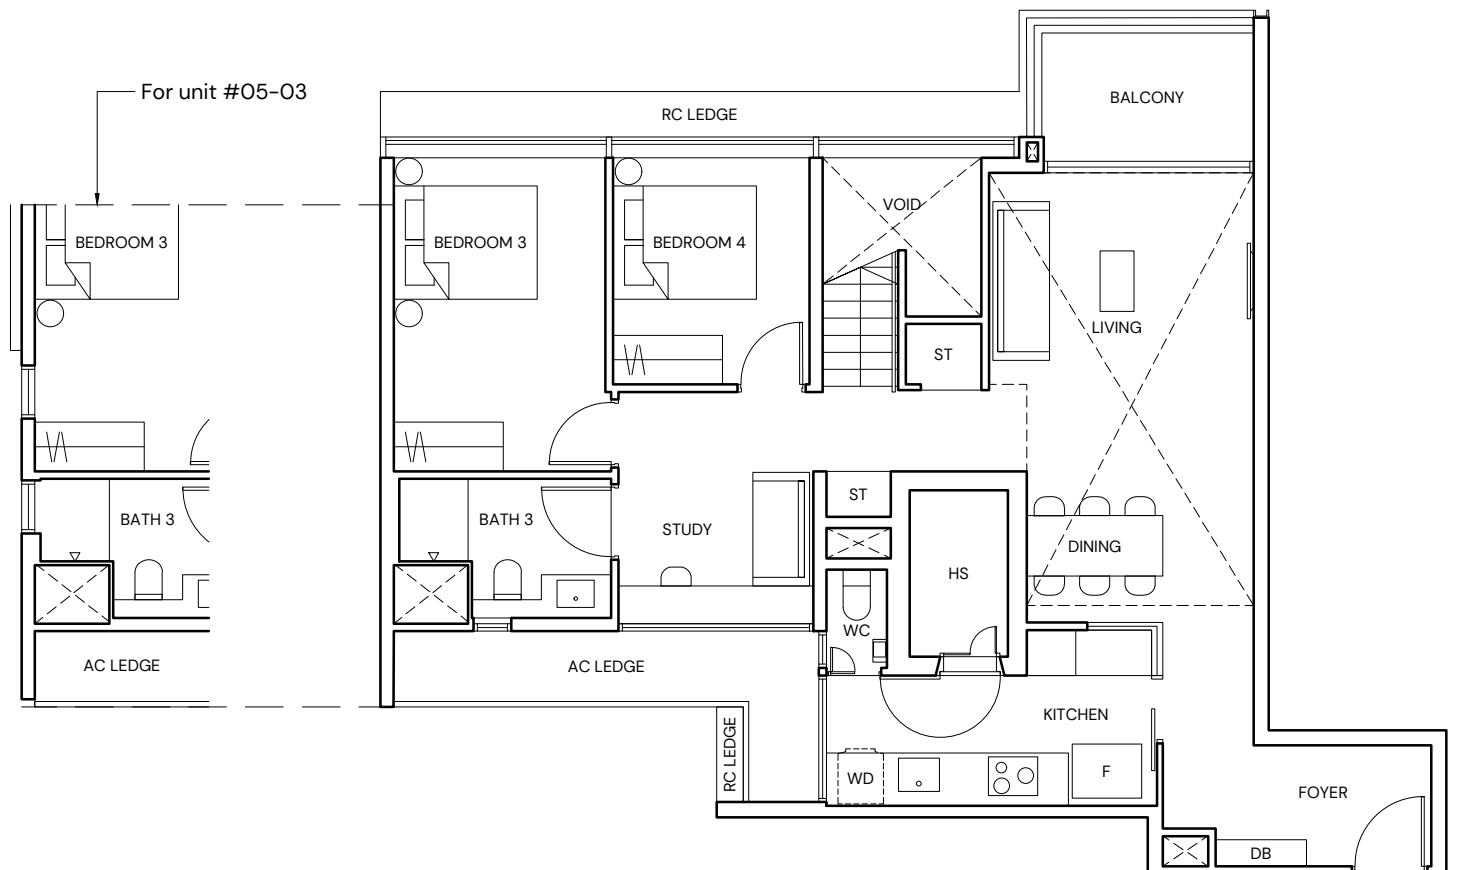 For unit #05-03
BALCONY
RC LEDGE
VOID
BEDROOM 3
BEDROOM 3
BEDROOM 4
LIVING
ST
ST
BATH 3
BATH 3
STUDY
DINING
HS
WC
AC LEDGE
AC LEDGE
KITCHEN
RC LEDGE
WD
F
FOYER
DB